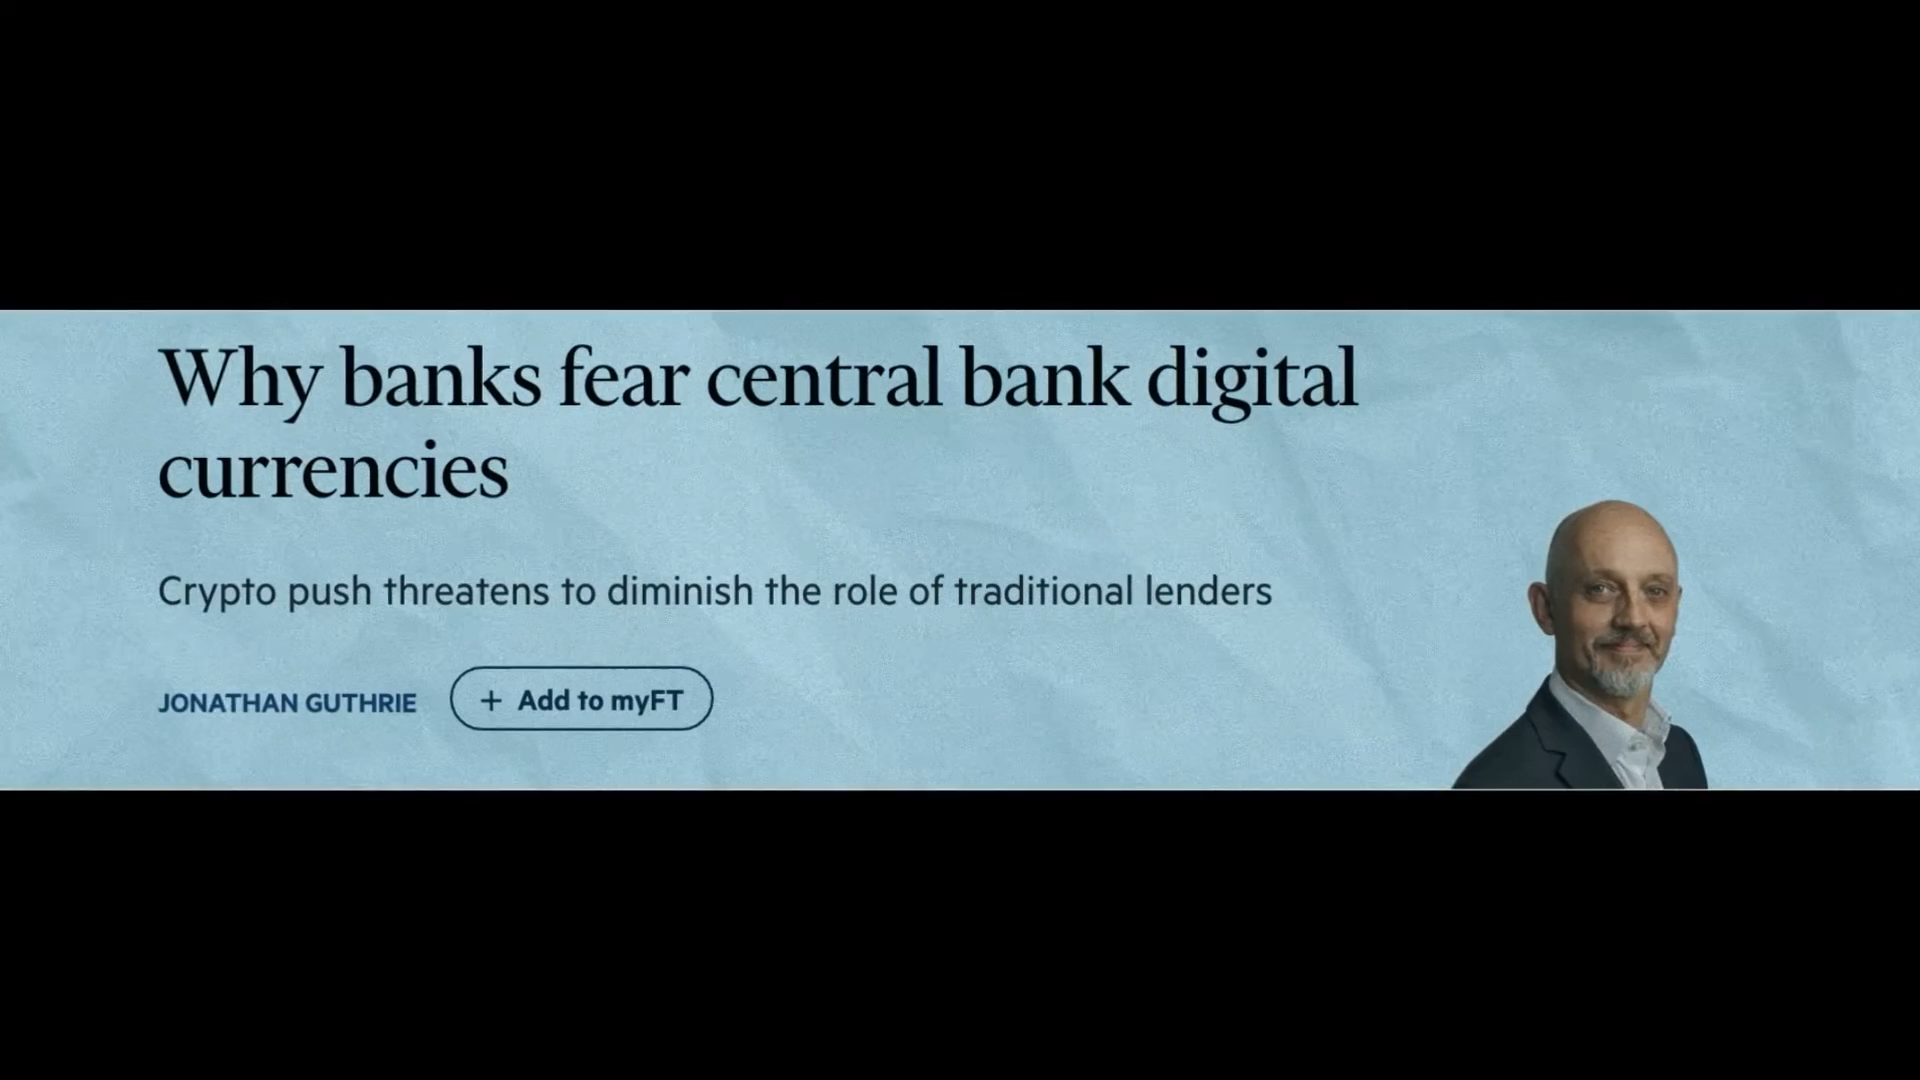 Why banks fear central bank digital
currencies
Crypto push threatens to diminish the role of traditional lenders
JONATHAN GUTHRIE
+ Add to myFT